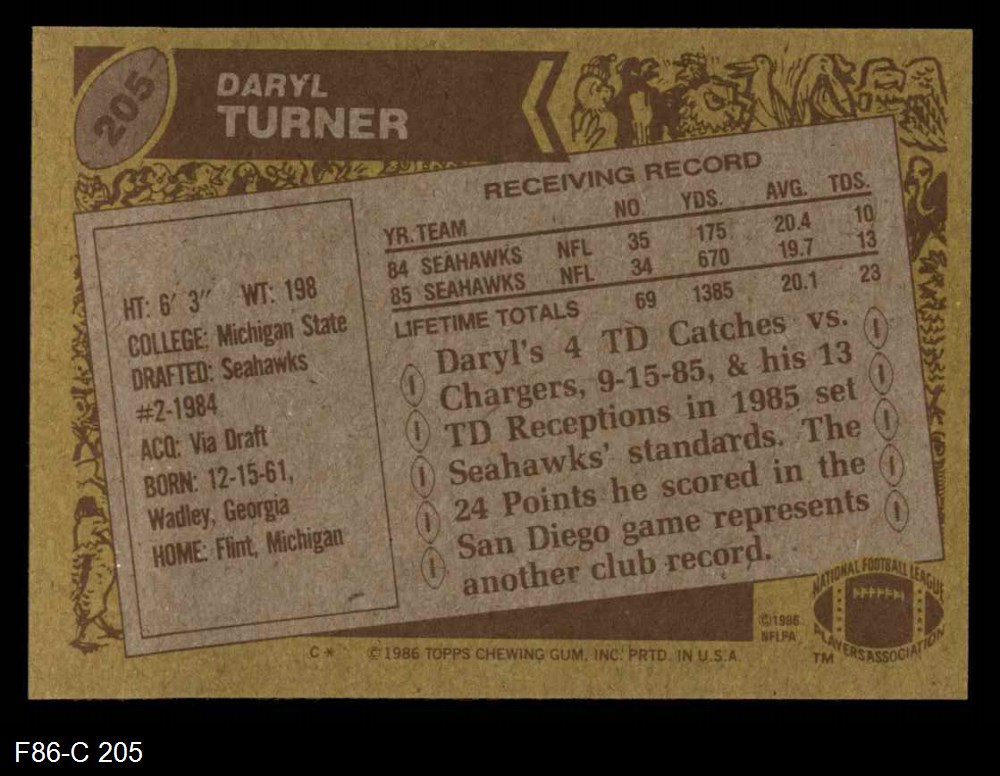 205
DARYL
TURNER
RECEIVING RECORD
YR. TEAM NO. YDS. AVG. TDS.
84 SEAHAWKS NFL 35 175 20.4 10
85 SEAHAWKS NFL 34 670 19.7 13
LIFETIME TOTALS 69 1385 20.1 23
HT: 6' 3" WT: 198
COLLEGE: Michigan State
DRAFTED: Seahawks
#2-1984
ACQ: Via Draft
BORN: 12-15-61,
Wadley, Georgia
HOME: Flint, Michigan
Daryl's 4 TD Catches vs.
Chargers, 9-15-85, & his 13
TD Receptions in 1985 set
Seahawks' standards. The
24 Points he scored in the
San Diego game represents
another club record.
NATIONAL FOOTBALL LEAGUE
PLAYERS ASSOCIATION
TM
©1986
NFLPA
C* © 1986 TOPPS CHEWING GUM, INC. PRTD. IN U.S.A.
F86-C 205